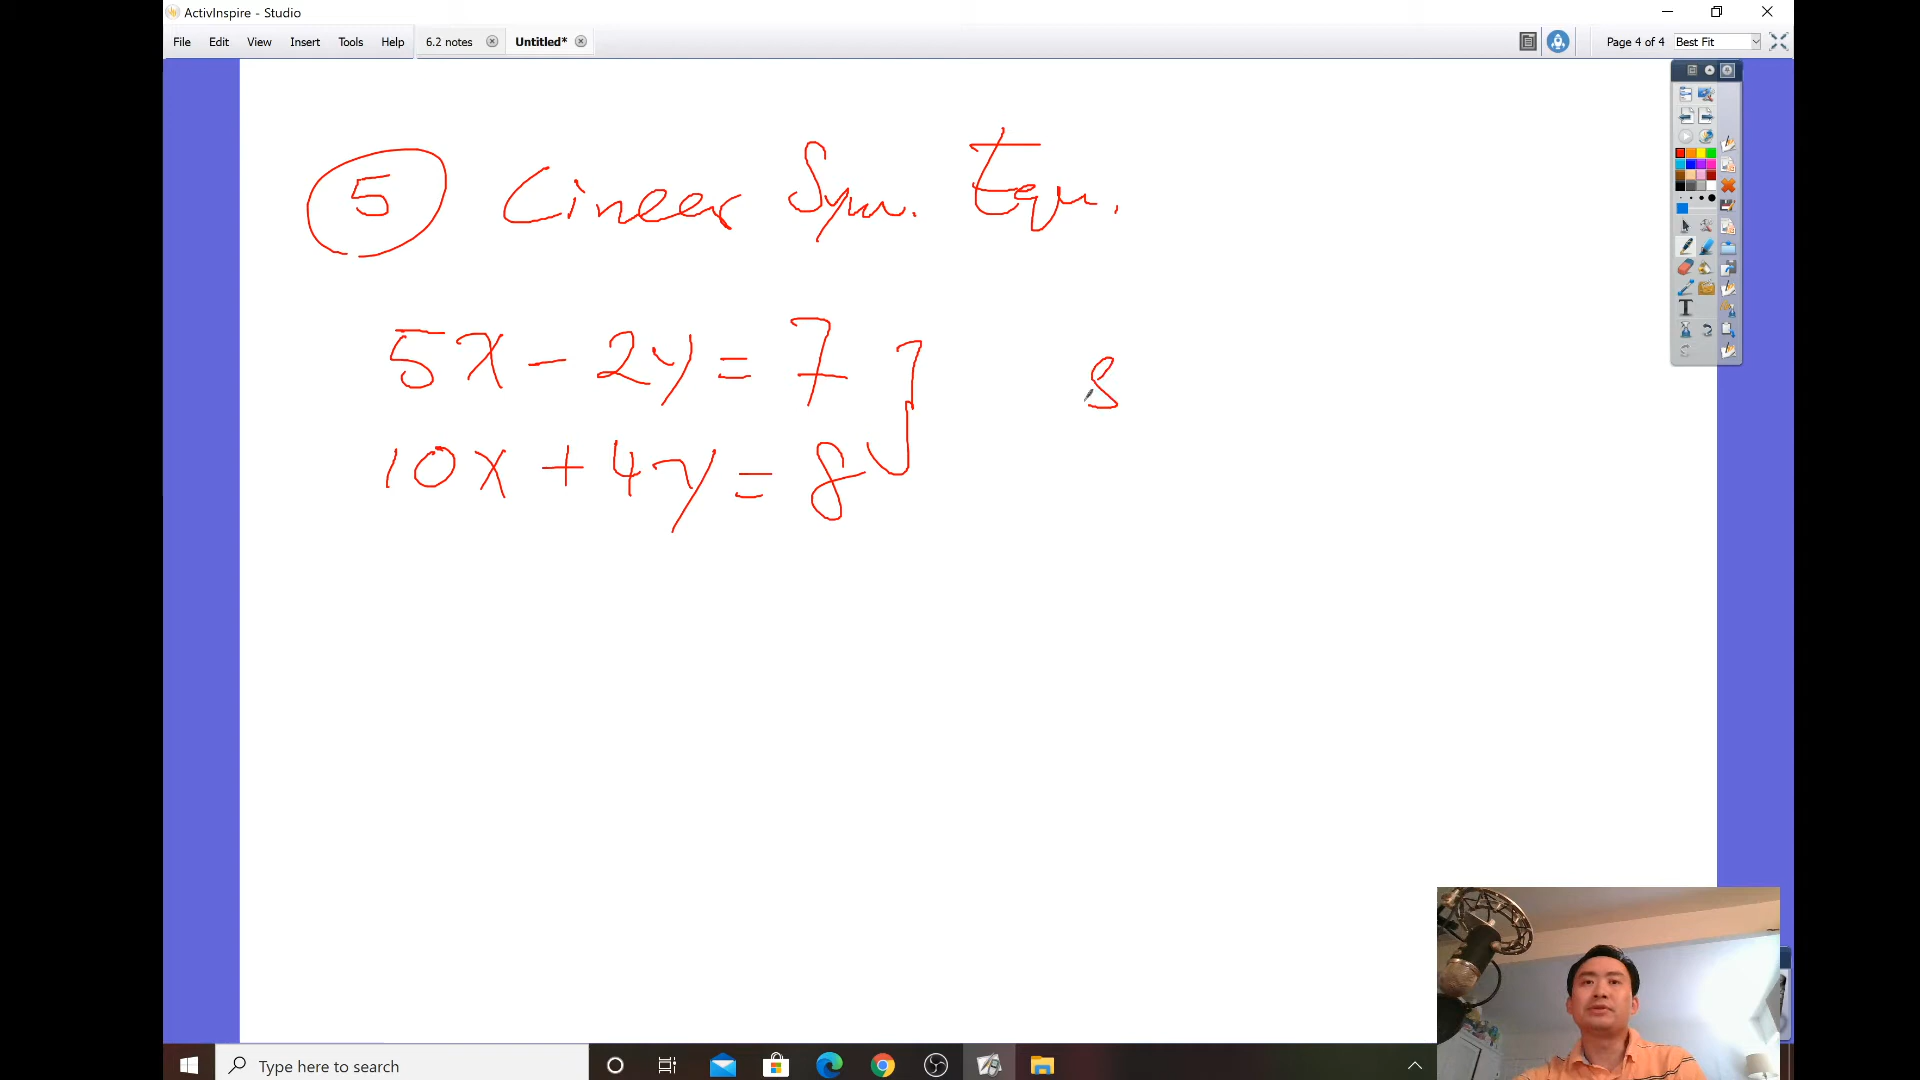 ActivInspire - Studio
File Edit View Insert Tools Help 6.2 notes Untitled* Page 4 of 4 Best Fit
5 Linear Sym. Equ.
5x - 2y = 7
8
10x + 4y = 8
Type here to search